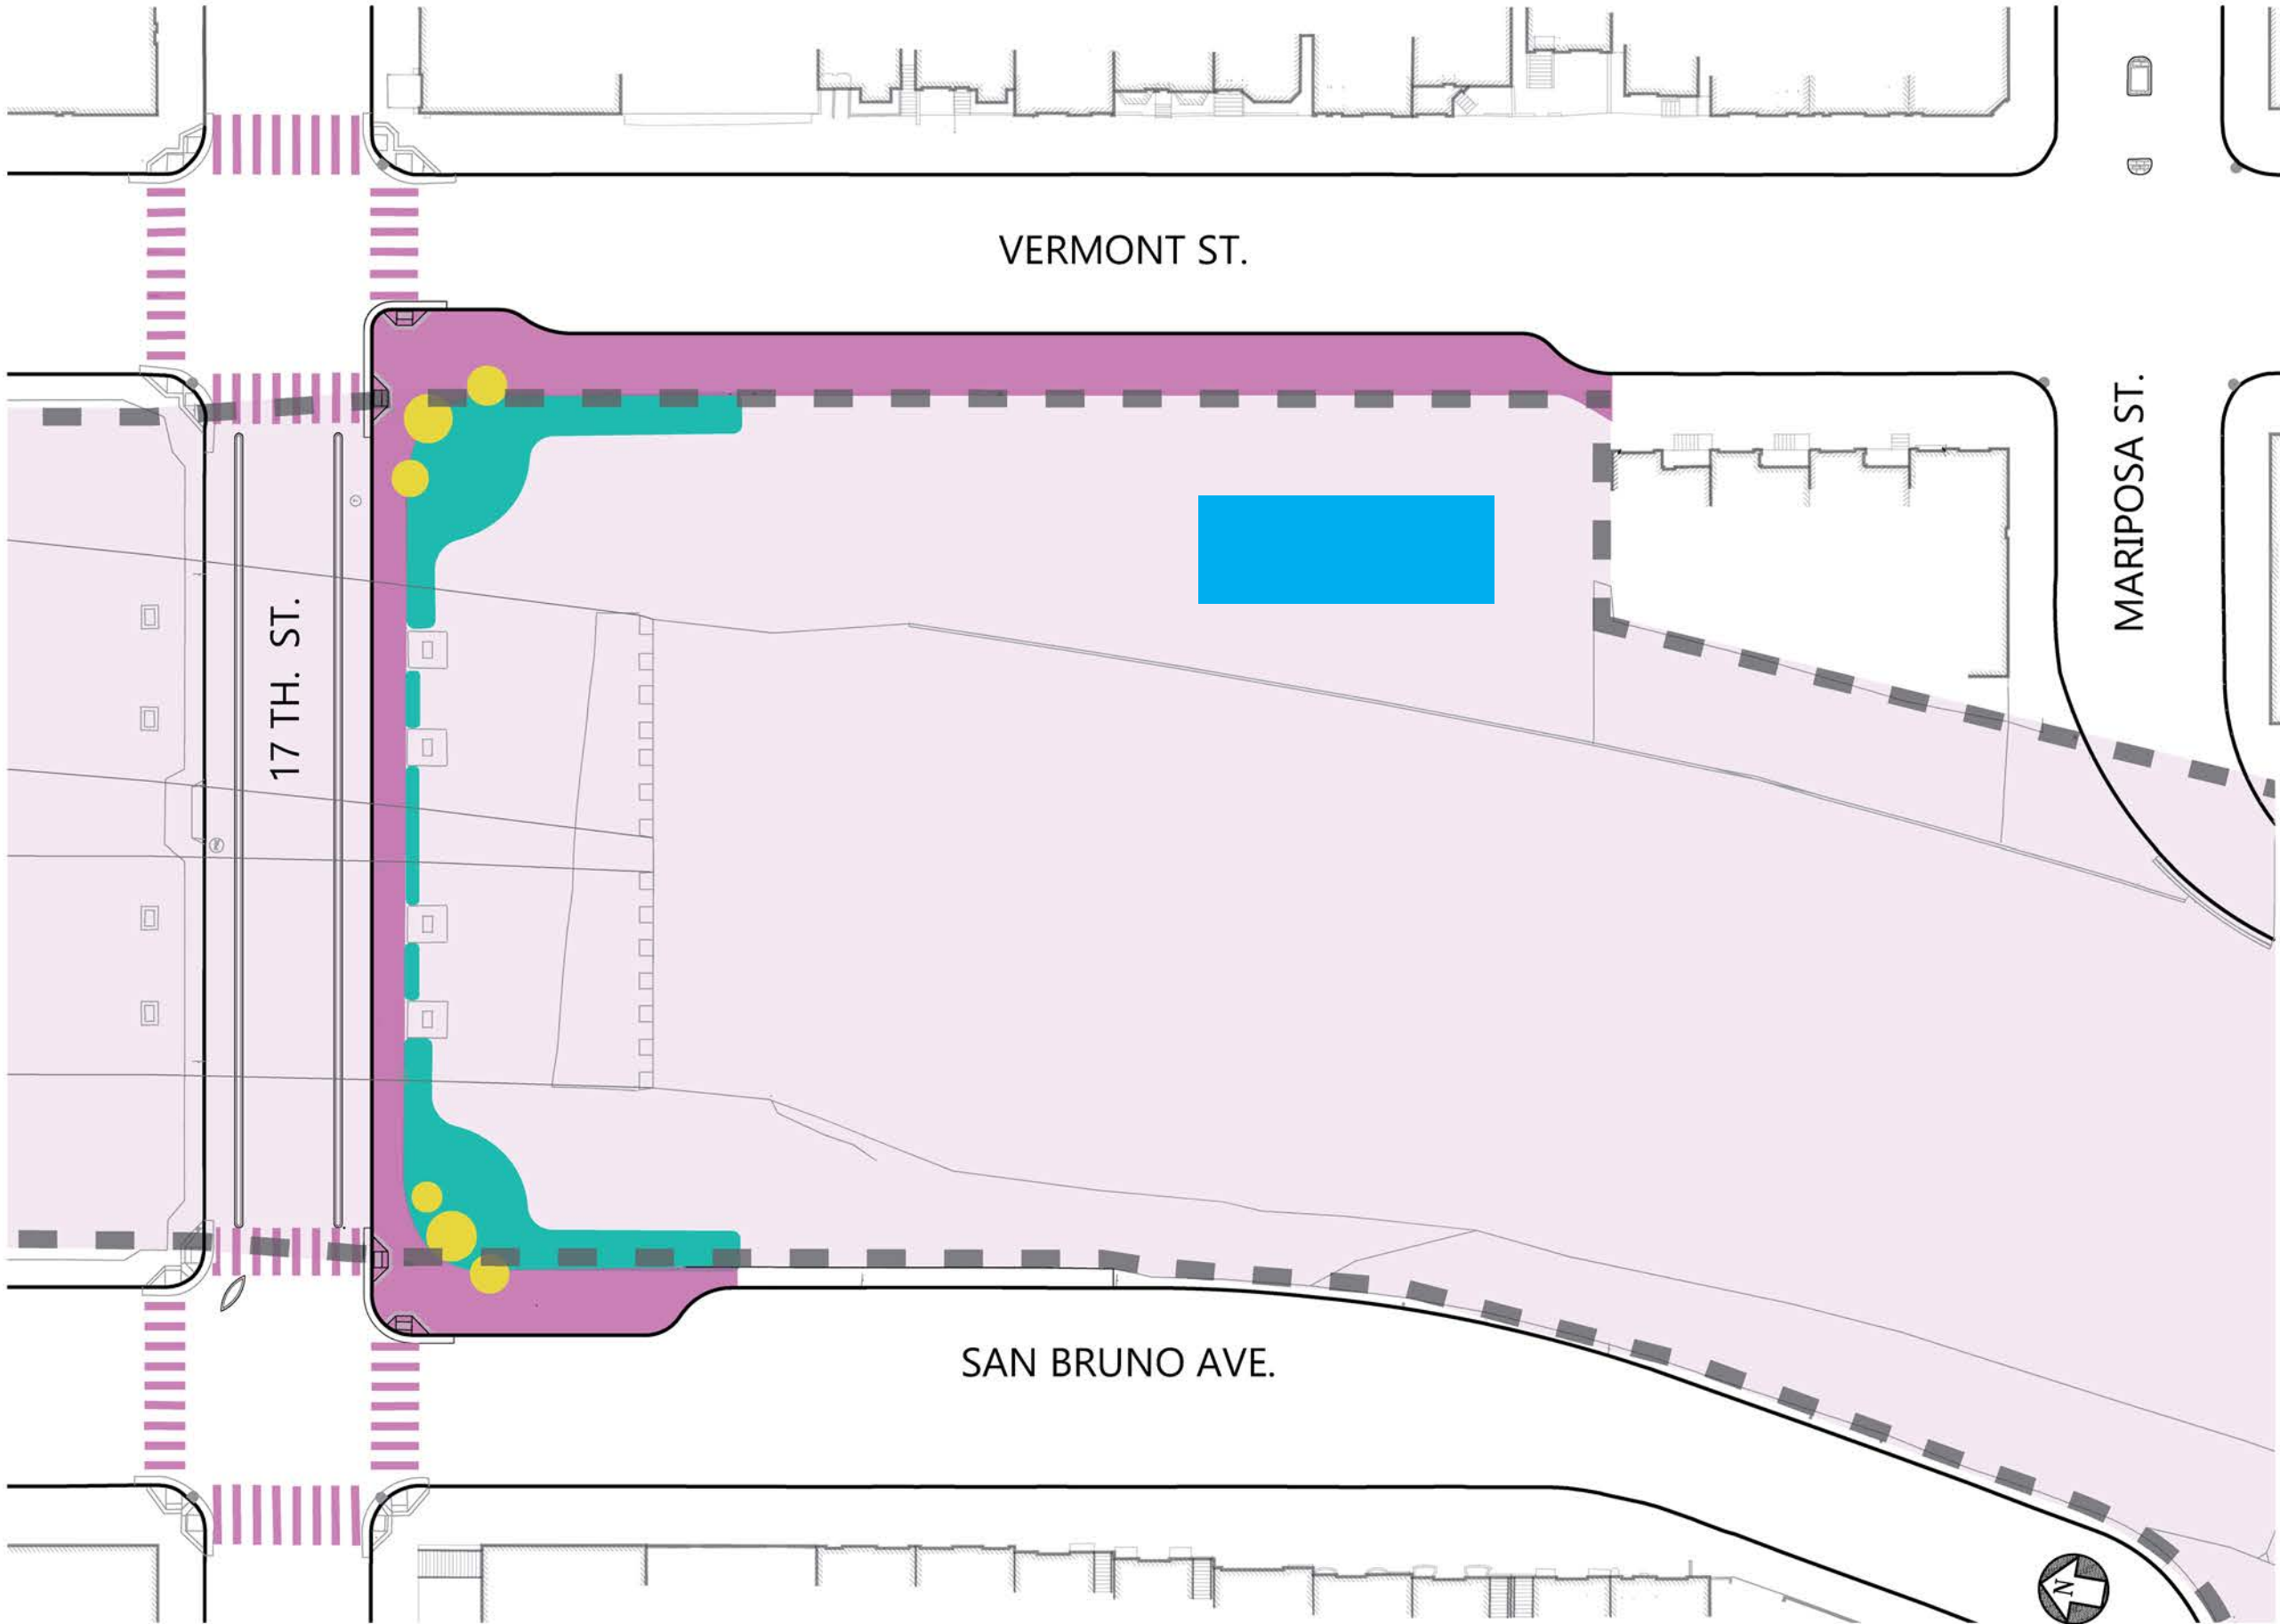 VERMONT ST.
17 TH. ST.
MARIPOSA ST.
SAN BRUNO AVE.
N